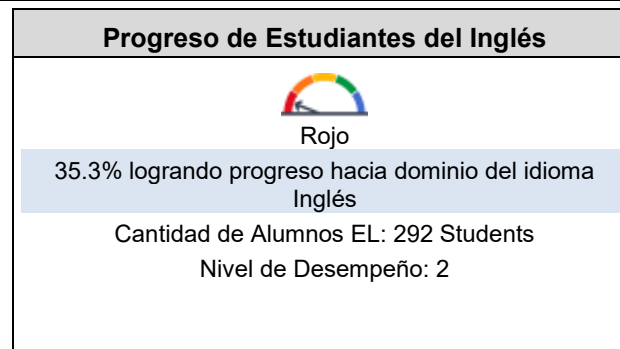 Progreso de Estudiantes del Inglés
Rojo
35.3% logrando progreso hacia dominio del idioma
Inglés
Cantidad de Alumnos EL: 292 Students
Nivel de Desempeño: 2